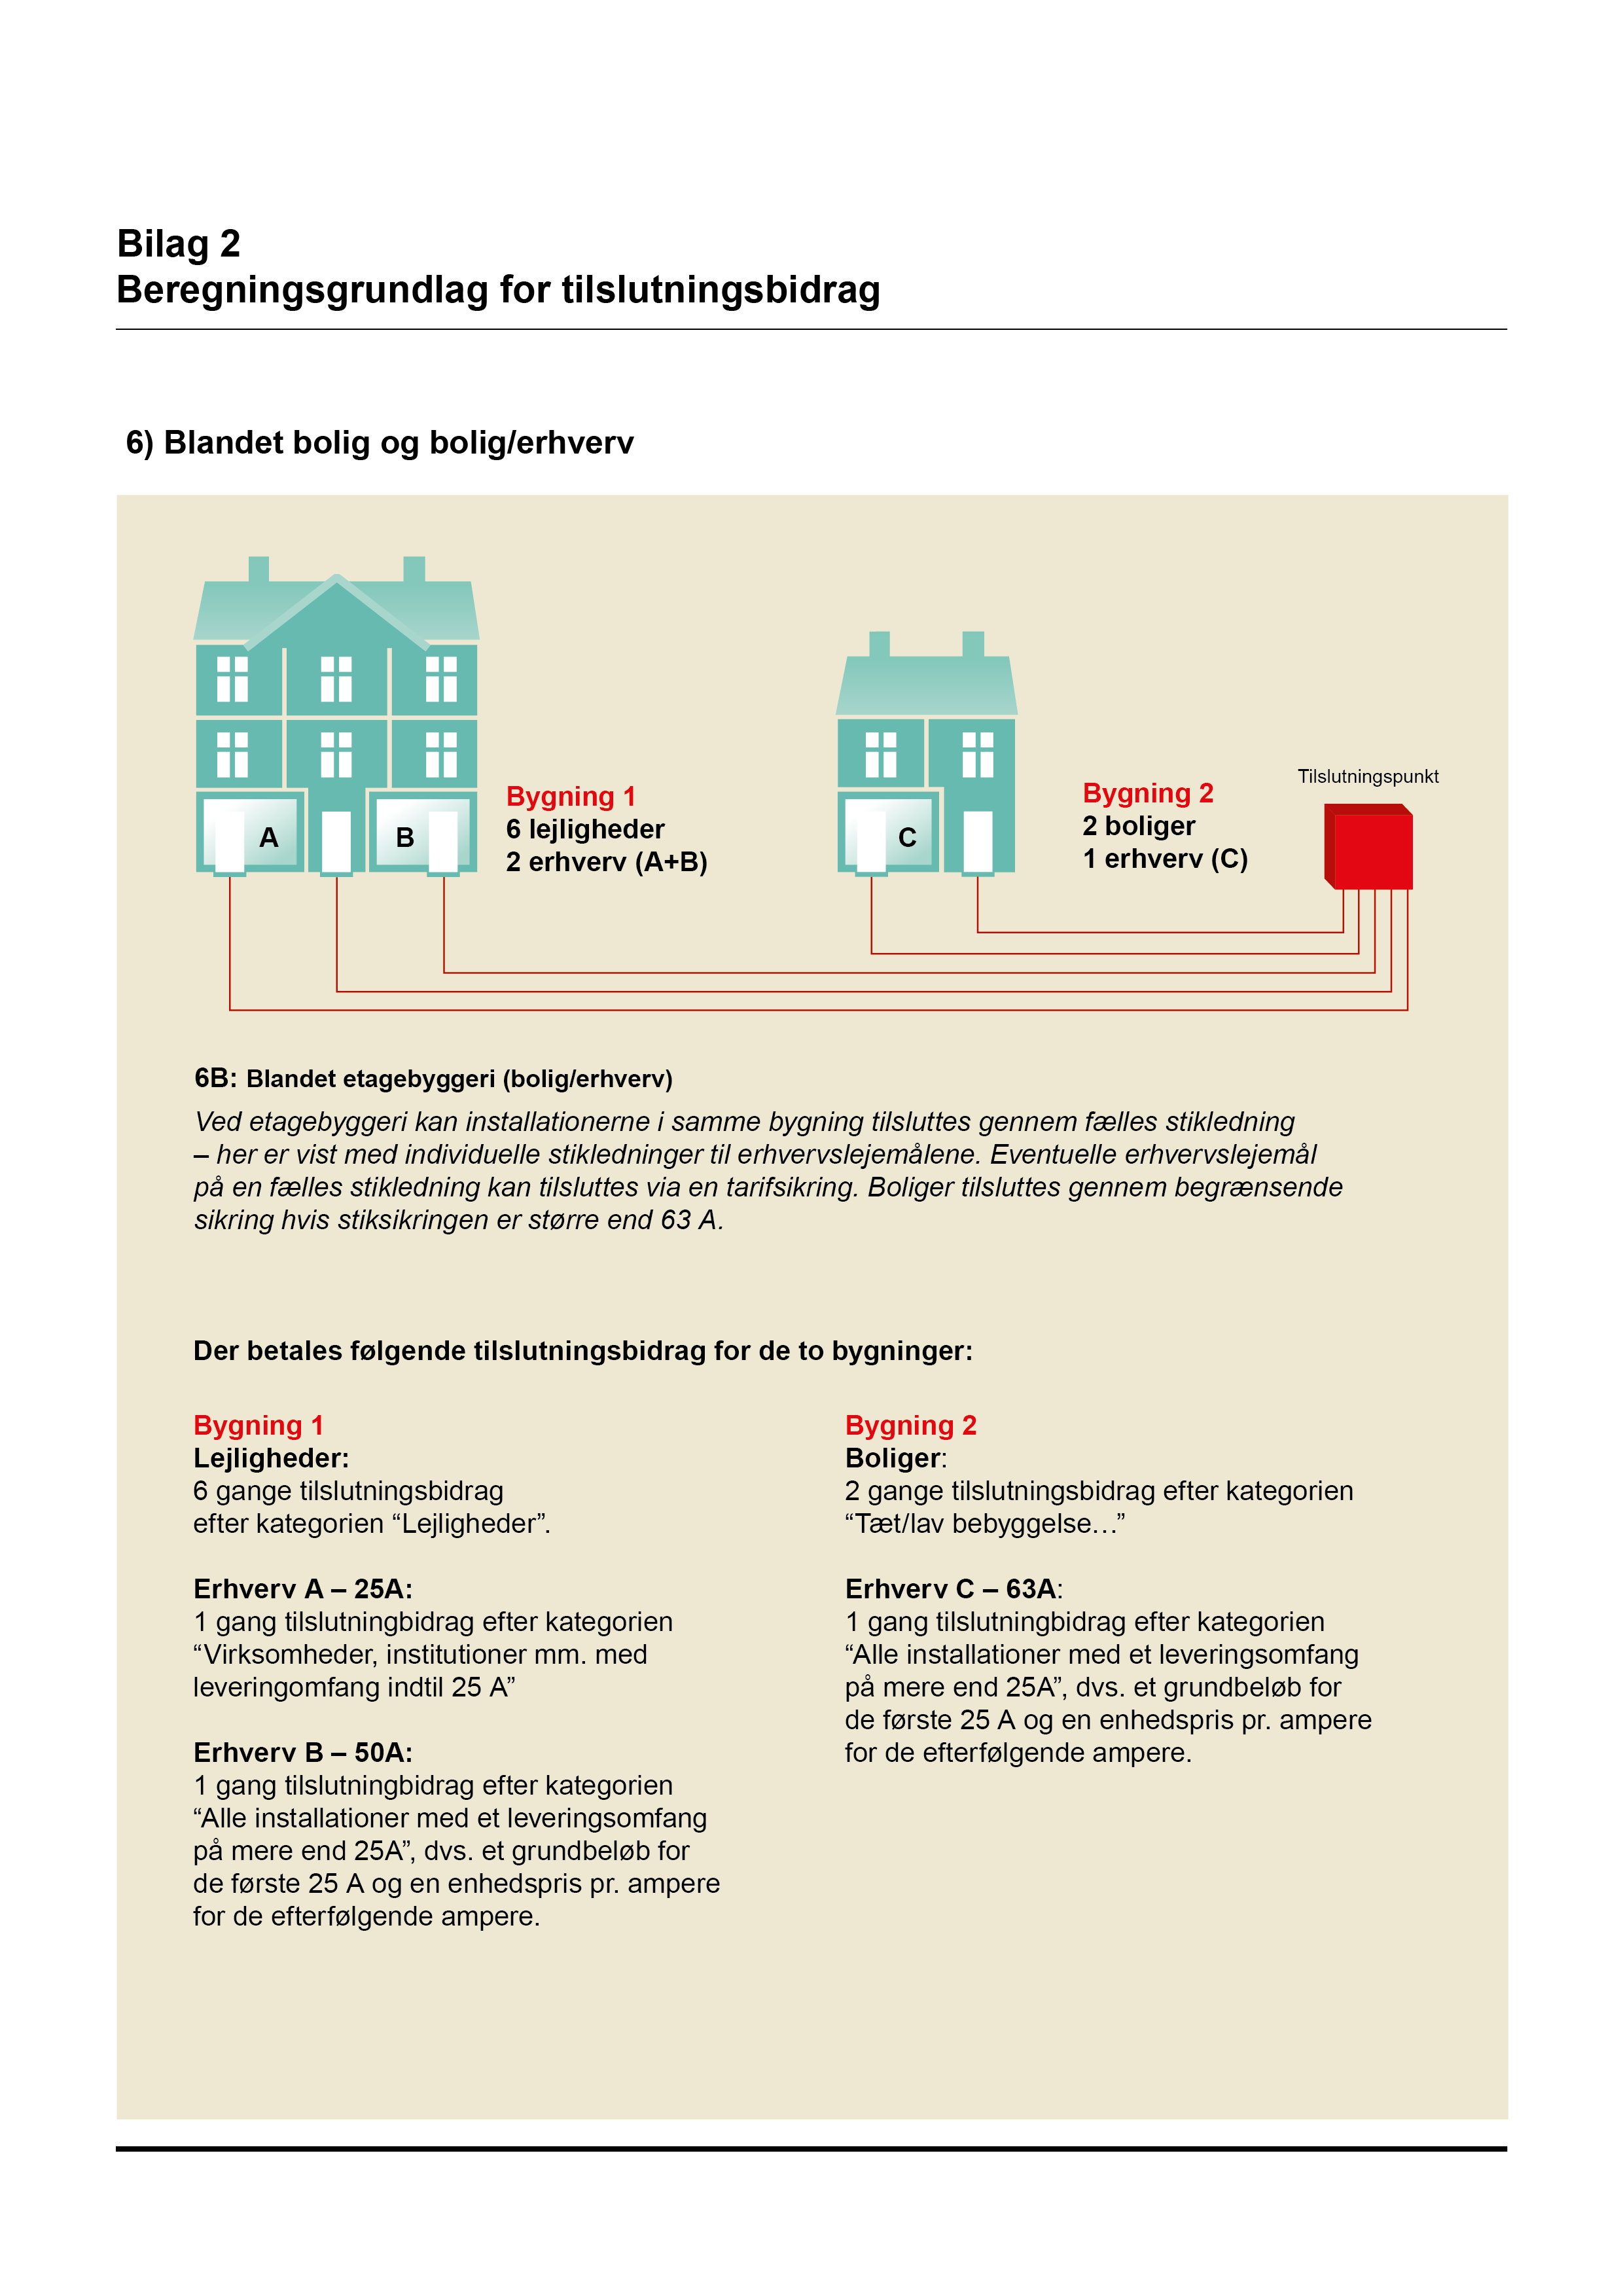 Bilag 2
Beregningsgrundlag for tilslutningsbidrag
6) Blandet bolig og bolig/erhverv
A
B
Bygning 1
6 lejligheder
2 erhverv (A+B)
C
Bygning 2
2 boliger
1 erhverv (C)
Tilslutningspunkt
6B: Blandet etagebyggeri (bolig/erhverv)
Ved etagebyggeri kan installationerne i samme bygning tilsluttes gennem fælles stikledning
– her er vist med individuelle stikledninger til erhvervslejemålene. Eventuelle erhvervslejemål
på en fælles stikledning kan tilsluttes via en tarifsikring. Boliger tilsluttes gennem begrænsende
sikring hvis stiksikringen er større end 63 A.
Der betales følgende tilslutningsbidrag for de to bygninger:
Bygning 1
Lejligheder:
6 gange tilslutningsbidrag
efter kategorien “Lejligheder”.
Erhverv A – 25A:
1 gang tilslutningbidrag efter kategorien
“Virksomheder, institutioner mm. med
leveringomfang indtil 25 A”
Erhverv B – 50A:
1 gang tilslutningbidrag efter kategorien
“Alle installationer med et leveringsomfang
på mere end 25A”, dvs. et grundbeløb for
de første 25 A og en enhedspris pr. ampere
for de efterfølgende ampere.
Bygning 2
Boliger:
2 gange tilslutningsbidrag efter kategorien
“Tæt/lav bebyggelse…”
Erhverv C – 63A:
1 gang tilslutningbidrag efter kategorien
“Alle installationer med et leveringsomfang
på mere end 25A”, dvs. et grundbeløb for
de første 25 A og en enhedspris pr. ampere
for de efterfølgende ampere.